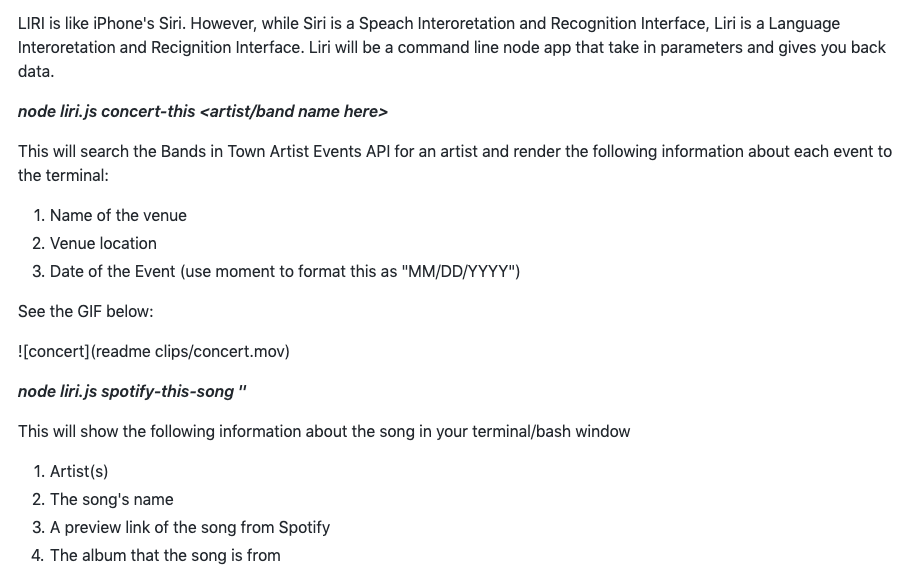 LIRI is like iPhone's Siri. However, while Siri is a Speach Interoretation and Recognition Interface, Liri is a Language
Interoretation and Recignition Interface. Liri will be a command line node app that take in parameters and gives you back
data.
node liri.js concert-this <artist/band name here>
This will search the Bands in Town Artist Events API for an artist and render the following information about each event to
the terminal:
1. Name of the venue
2. Venue location
3. Date of the Event (use moment to format this as "MM/DD/YYYY")
See the GIF below:
![concert](readme clips/concert.mov)
node liri.js spotify-this-song ''
This will show the following information about the song in your terminal/bash window
1. Artist(s)
2. The song's name
3. A preview link of the song from Spotify
4. The album that the song is from